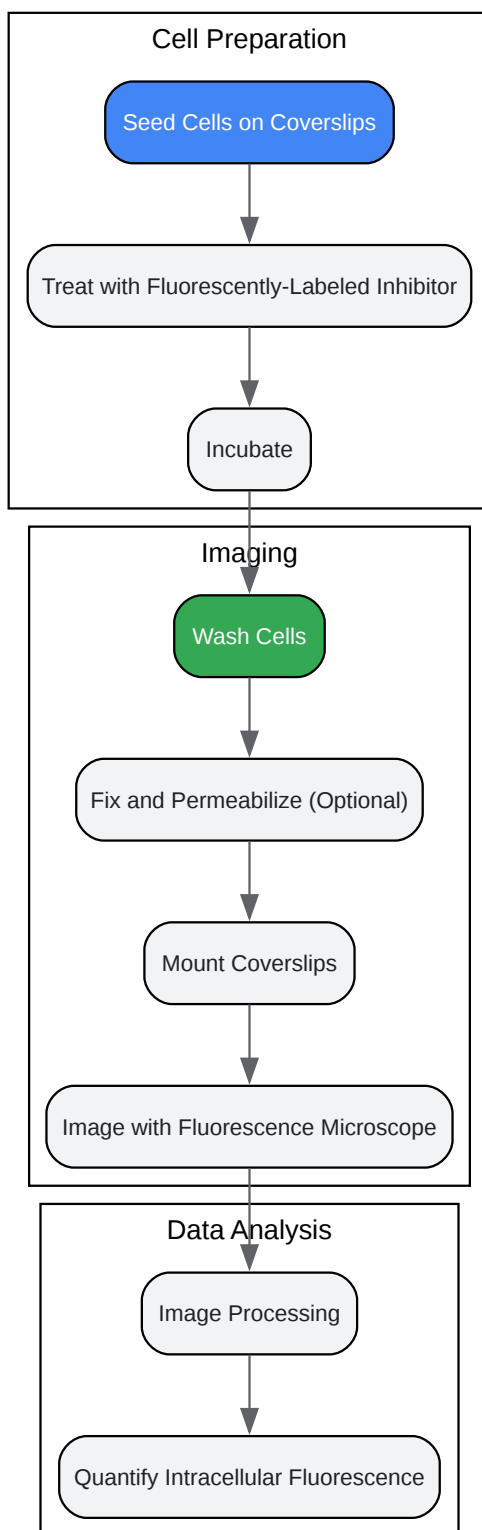 Cell Preparation
Seed Cells on Coverslips
Treat with Fluorescently-Labeled Inhibitor
Incubate
Imaging
Wash Cells
Fix and Permeabilize (Optional)
Mount Coverslips
Image with Fluorescence Microscope
Data Analysis
Image Processing
Quantify Intracellular Fluorescence